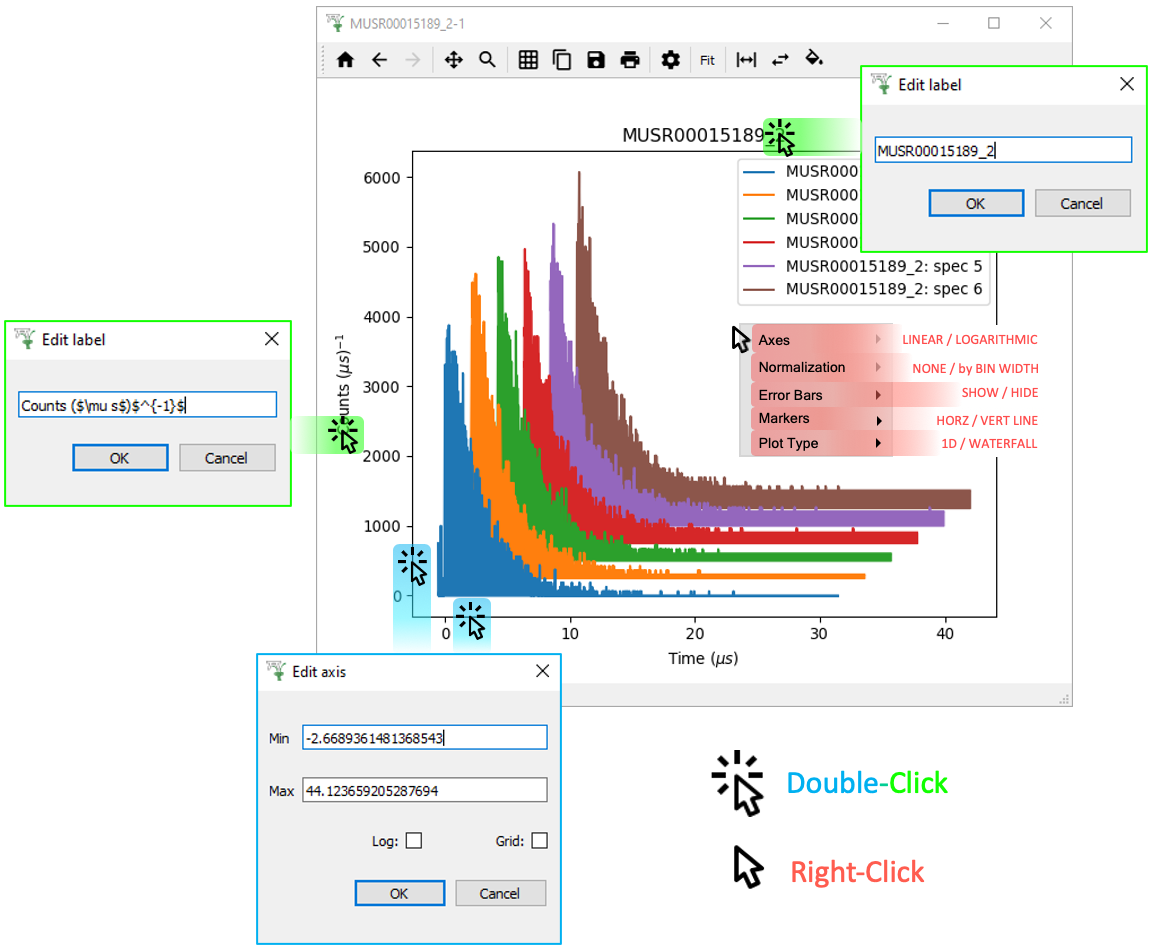 MUSR00015189_2-1
Fit
Edit label
MUSR00015189_2
OK
Cancel
MUSR00015189_2
6000
5000
4000
3000
2000
1000
0
Counts (μs)⁻¹
MUSR000
MUSR000
MUSR000
MUSR000
MUSR00015189_2: spec 5
MUSR00015189_2: spec 6
Axes
LINEAR / LOGARITHMIC
Normalization
NONE / by BIN WIDTH
Error Bars
SHOW / HIDE
Markers
HORZ / VERT LINE
Plot Type
1D / WATERFALL
Edit label
Counts ($\mu s$)$^{-1}$
OK
Cancel
0
10
20
30
40
Time (μs)
Edit axis
Min
-2.6689361481368543
Max
44.123659205287694
Log:
Grid:
OK
Cancel
Double-Click
Right-Click